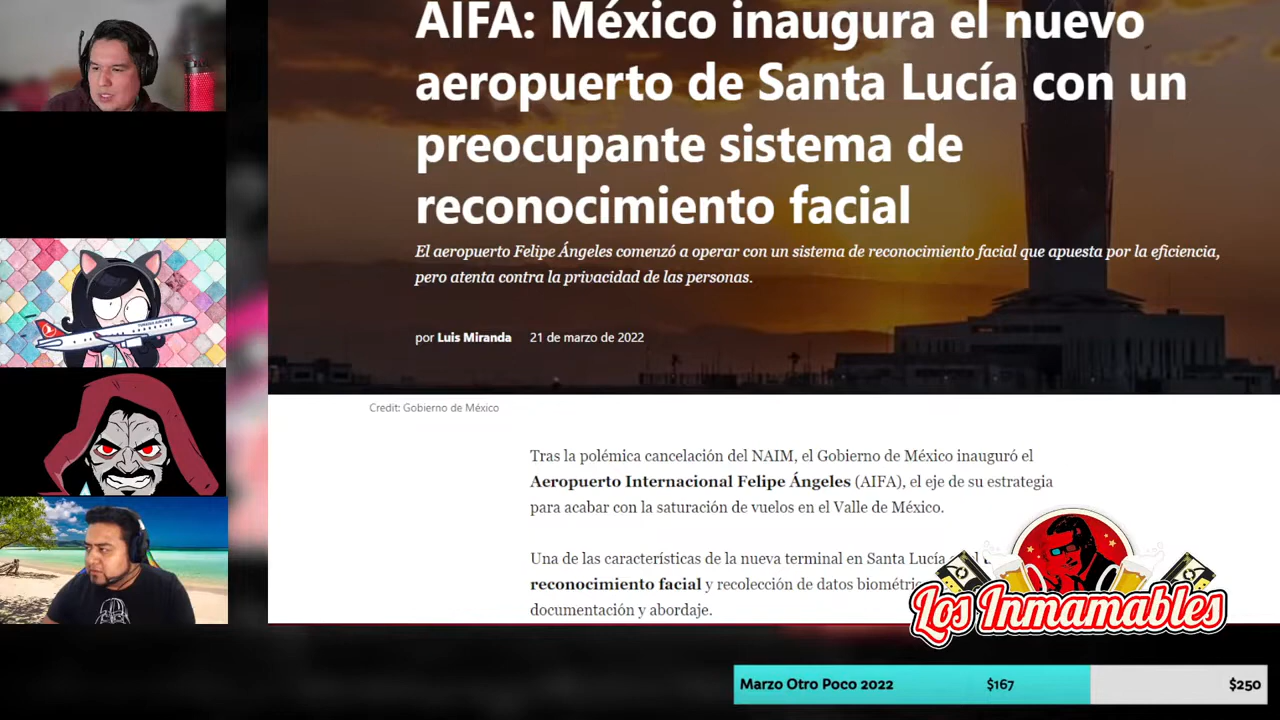 AIFA: México inaugura el nuevo
aeropuerto de Santa Lucía con un
preocupante sistema de
reconocimiento facial
El aeropuerto Felipe Ángeles comenzó a operar con un sistema de reconocimiento facial que apuesta por la eficiencia,
pero atenta contra la privacidad de las personas.
por Luis Miranda 21 de marzo de 2022
Credit: Gobierno de México
Tras la polémica cancelación del NAIM, el Gobierno de México inauguró el
Aeropuerto Internacional Felipe Ángeles (AIFA), el eje de su estrategia
para acabar con la saturación de vuelos en el Valle de México.
Una de las características de la nueva terminal en Santa Lucía
reconocimiento facial y recolección de datos
documentación y abordaje.
Los Inmamables
Marzo Otro Poco 2022 $167 $250